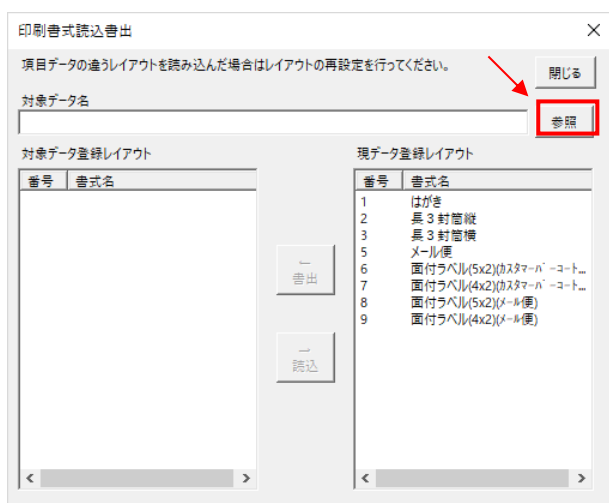 印刷書式読込書出
項目データの違うレイアウトを読み込んだ場合はレイアウトの再設定を行ってください。
閉じる
対象データ名
参照
対象データ登録レイアウト
番号 書式名
←
書出
→
読込
現データ登録レイアウト
番号 書式名
1 はがき
2 長3封筒縦
3 長3封筒横
5 メール便
6 面付ラベル(5x2)(ｶｽﾀﾏｰﾊﾞｰｺｰﾄ...
7 面付ラベル(4x2)(ｶｽﾀﾏｰﾊﾞｰｺｰﾄ...
8 面付ラベル(5x2)(ﾒｰﾙ便)
9 面付ラベル(4x2)(ﾒｰﾙ便)